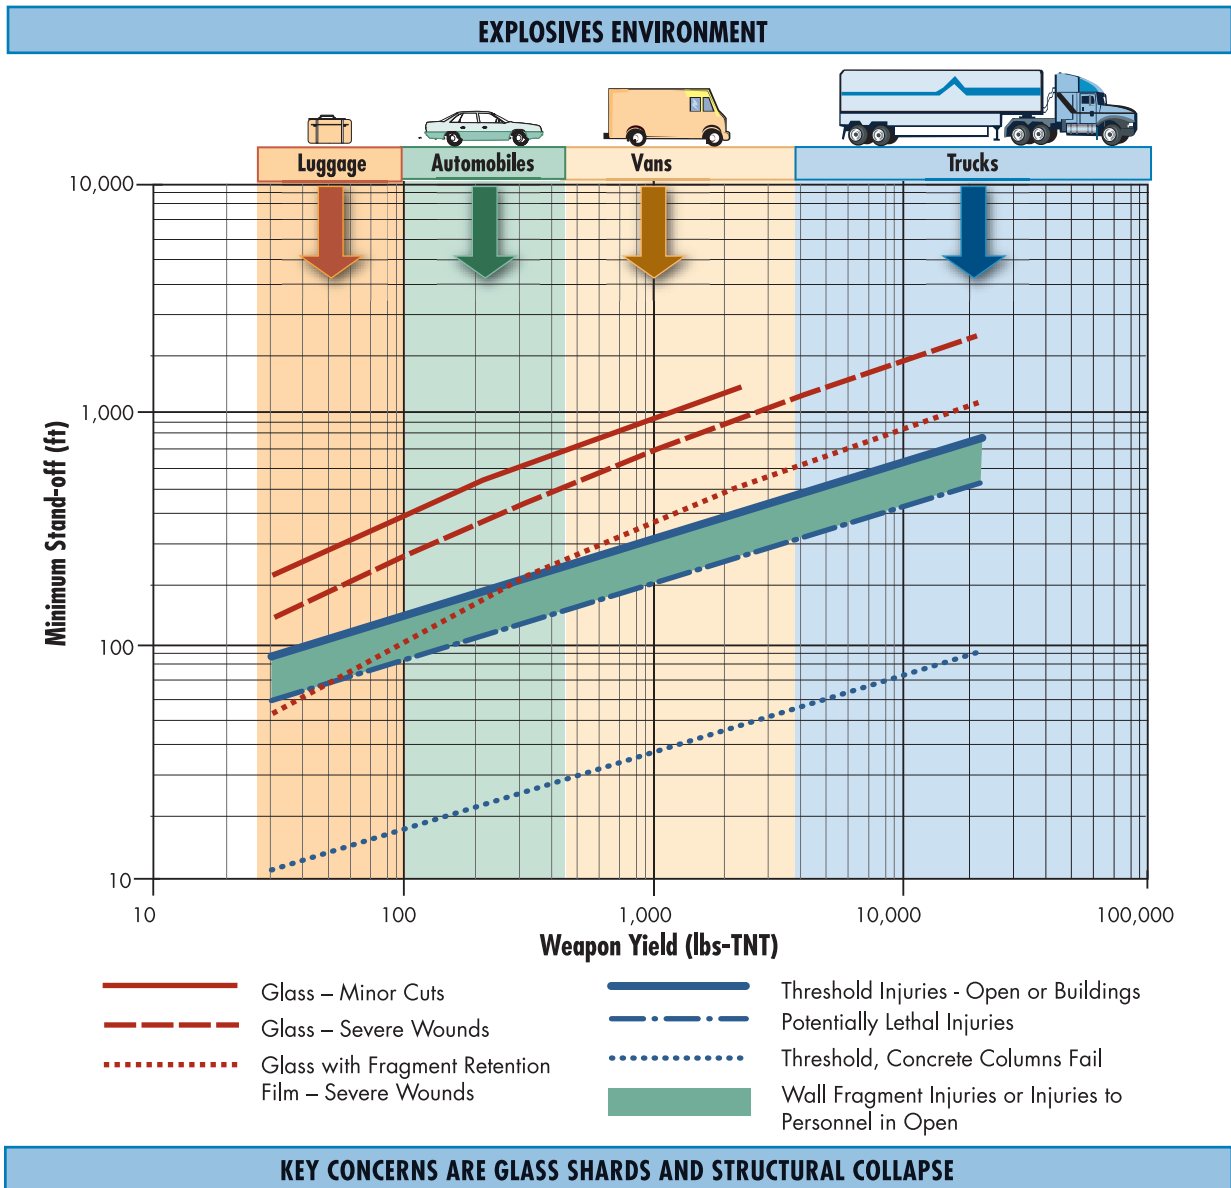 EXPLOSIVES ENVIRONMENT
Luggage
Automobiles
Vans
Trucks
10,000
1,000
100
10
Minimum Stand-off (ft)
10
100
1,000
10,000
100,000
Weapon Yield (lbs-TNT)
Glass – Minor Cuts
Glass – Severe Wounds
Glass with Fragment Retention
Film – Severe Wounds
Threshold Injuries - Open or Buildings
Potentially Lethal Injuries
Threshold, Concrete Columns Fail
Wall Fragment Injuries or Injuries to
Personnel in Open
KEY CONCERNS ARE GLASS SHARDS AND STRUCTURAL COLLAPSE